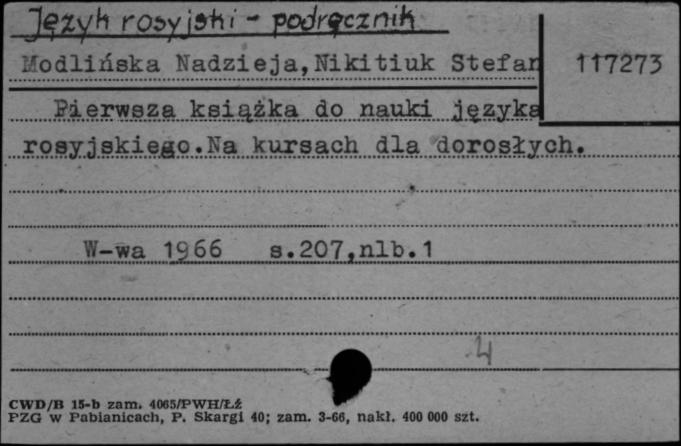 Język rosyjski - podręcznik
Modlińska Nadzieja,Nikitiuk Stefan 117273
Pierwsza książka do nauki języka
rosyjskiego.Na kursach dla dorosłych.
W-wa 1966 s.207,nlb.1
4
CWD/B 15-b zam. 4065/PWH/Łź
PZG w Pabianicach, P. Skargi 40; zam. 3-66, nakł. 400 000 szt.